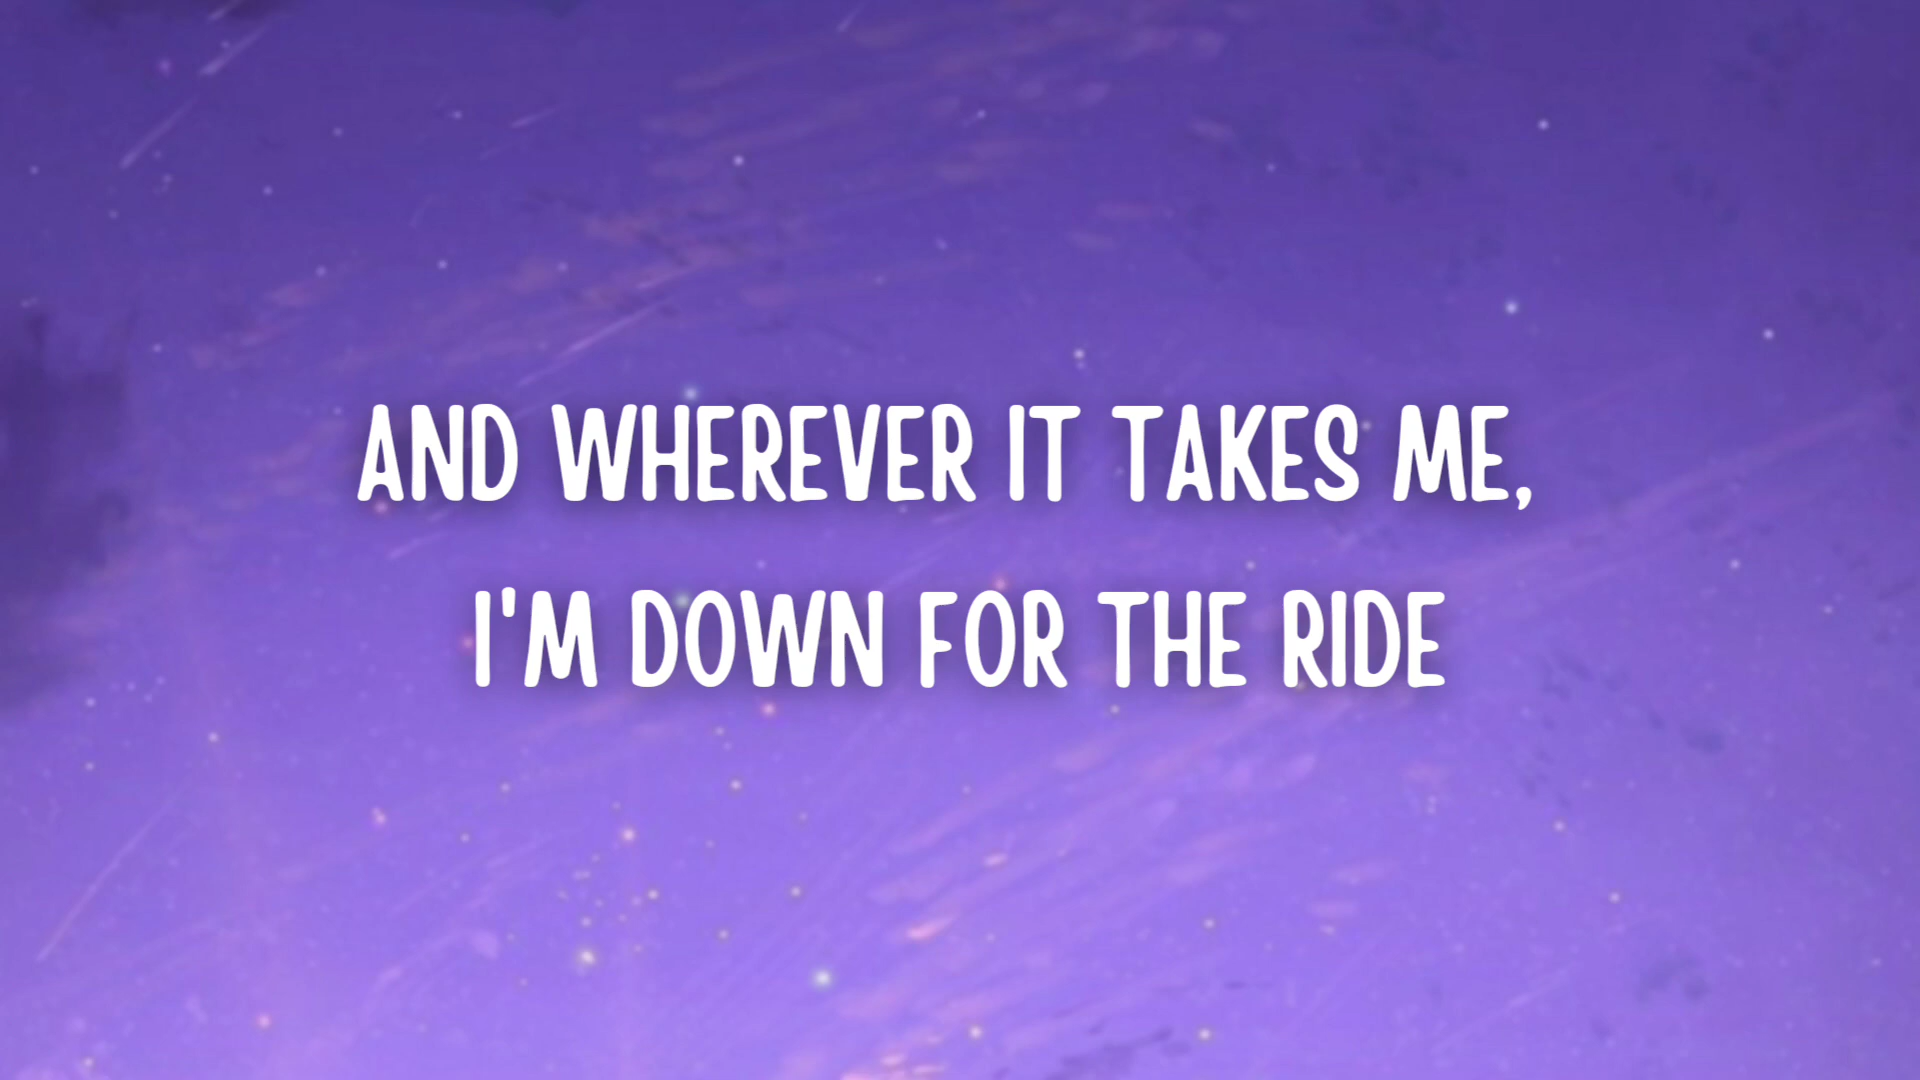 AND WHEREVER IT TAKES ME,
I'M DOWN FOR THE RIDE